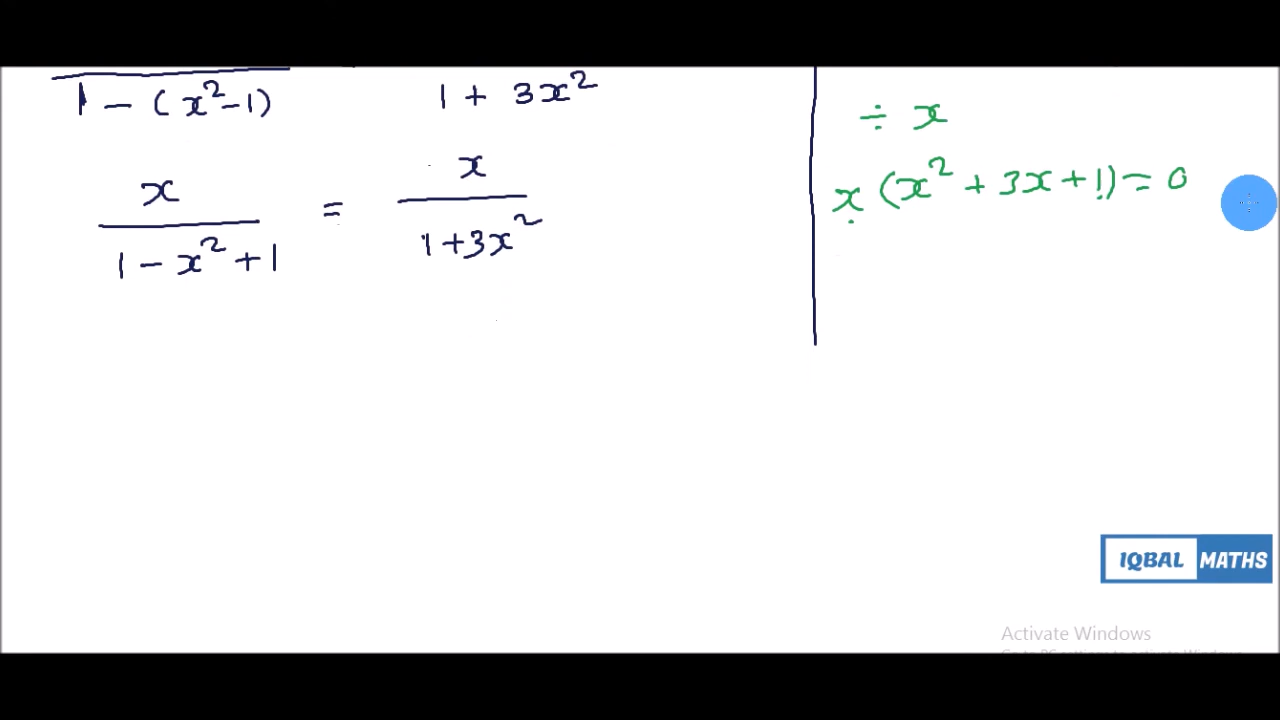 1 - (x²-1)
1 + 3x²
x / (1 - x² + 1) = x / (1+3x²)
÷ x
x (x² + 3x + 1) = 0
IQBAL MATHS
Activate Windows